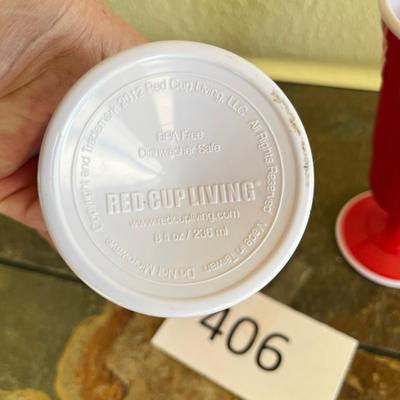 Copyright and Trademark 2012 Red Cup Living, LLC. All Rights Reserved
BPA Free
Dishwasher Safe
RED CUP LIVING®
www.redcupliving.com
8 fl oz / 236 ml
Do Not Microwave
Made in Taiwan
406